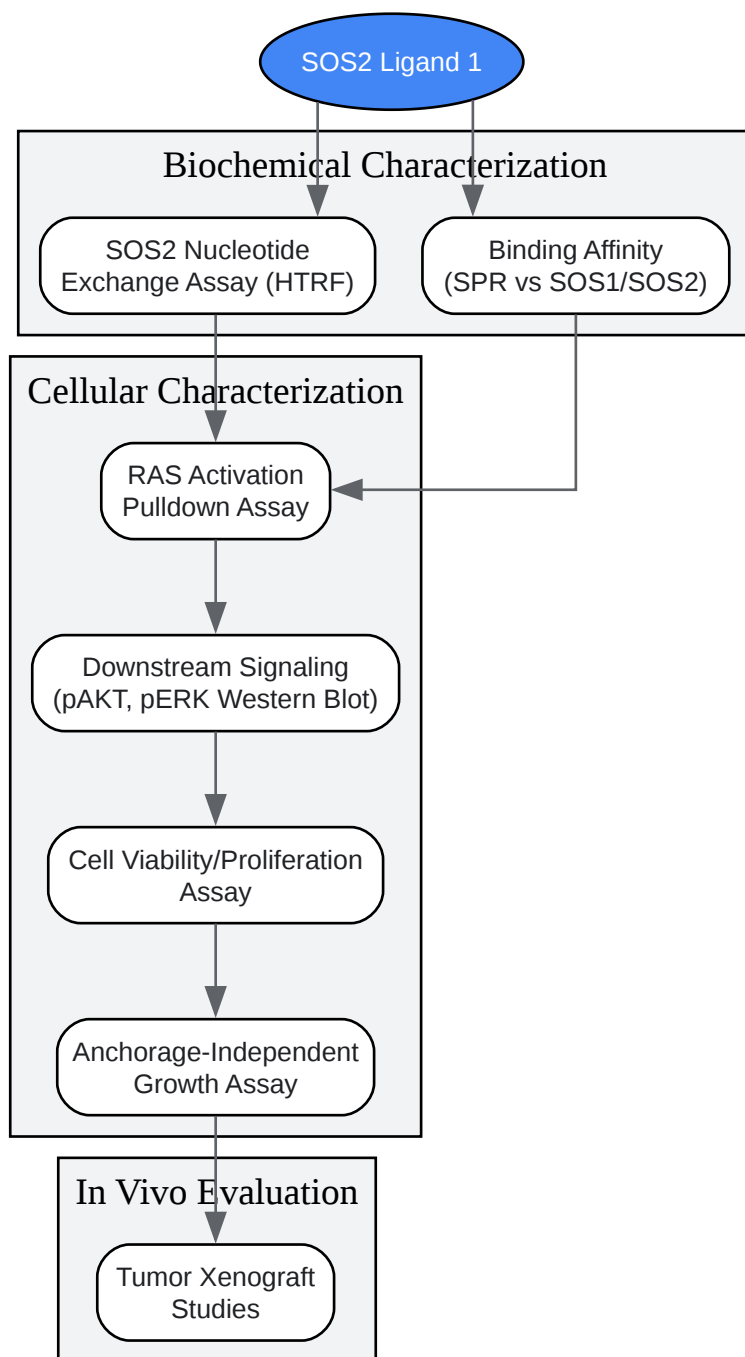 SOS2 Ligand 1
Biochemical Characterization
SOS2 Nucleotide
Exchange Assay (HTRF)
Binding Affinity
(SPR vs SOS1/SOS2)
Cellular Characterization
RAS Activation
Pulldown Assay
Downstream Signaling
(pAKT, pERK Western Blot)
Cell Viability/Proliferation
Assay
Anchorage-Independent
Growth Assay
In Vivo Evaluation
Tumor Xenograft
Studies